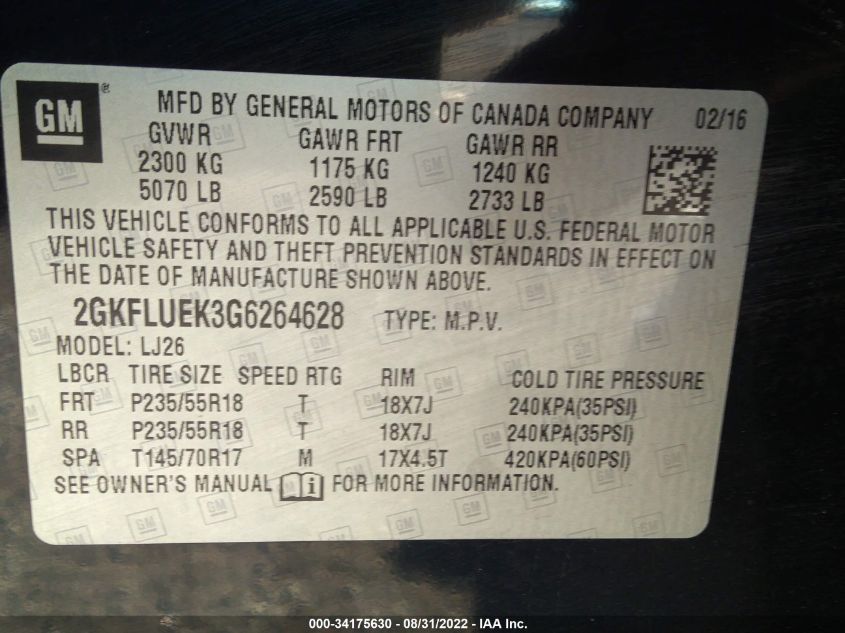 GM ® MFD BY GENERAL MOTORS OF CANADA COMPANY 02/16
GVWR GAWR FRT GAWR RR
2300 KG 1175 KG 1240 KG
5070 LB 2590 LB 2733 LB
THIS VEHICLE CONFORMS TO ALL APPLICABLE U.S. FEDERAL MOTOR
VEHICLE SAFETY AND THEFT PREVENTION STANDARDS IN EFFECT ON
THE DATE OF MANUFACTURE SHOWN ABOVE.
2GKFLUEK3G6264628 TYPE: M.P.V.
MODEL: LJ26
LBCR TIRE SIZE SPEED RTG RIM COLD TIRE PRESSURE
FRT P235/55R18 T 18X7J 240KPA(35PSI)
RR P235/55R18 T 18X7J 240KPA(35PSI)
SPA T145/70R17 M 17X4.5T 420KPA(60PSI)
SEE OWNER'S MANUAL i FOR MORE INFORMATION.
000-34175630 - 08/31/2022 - IAA Inc.